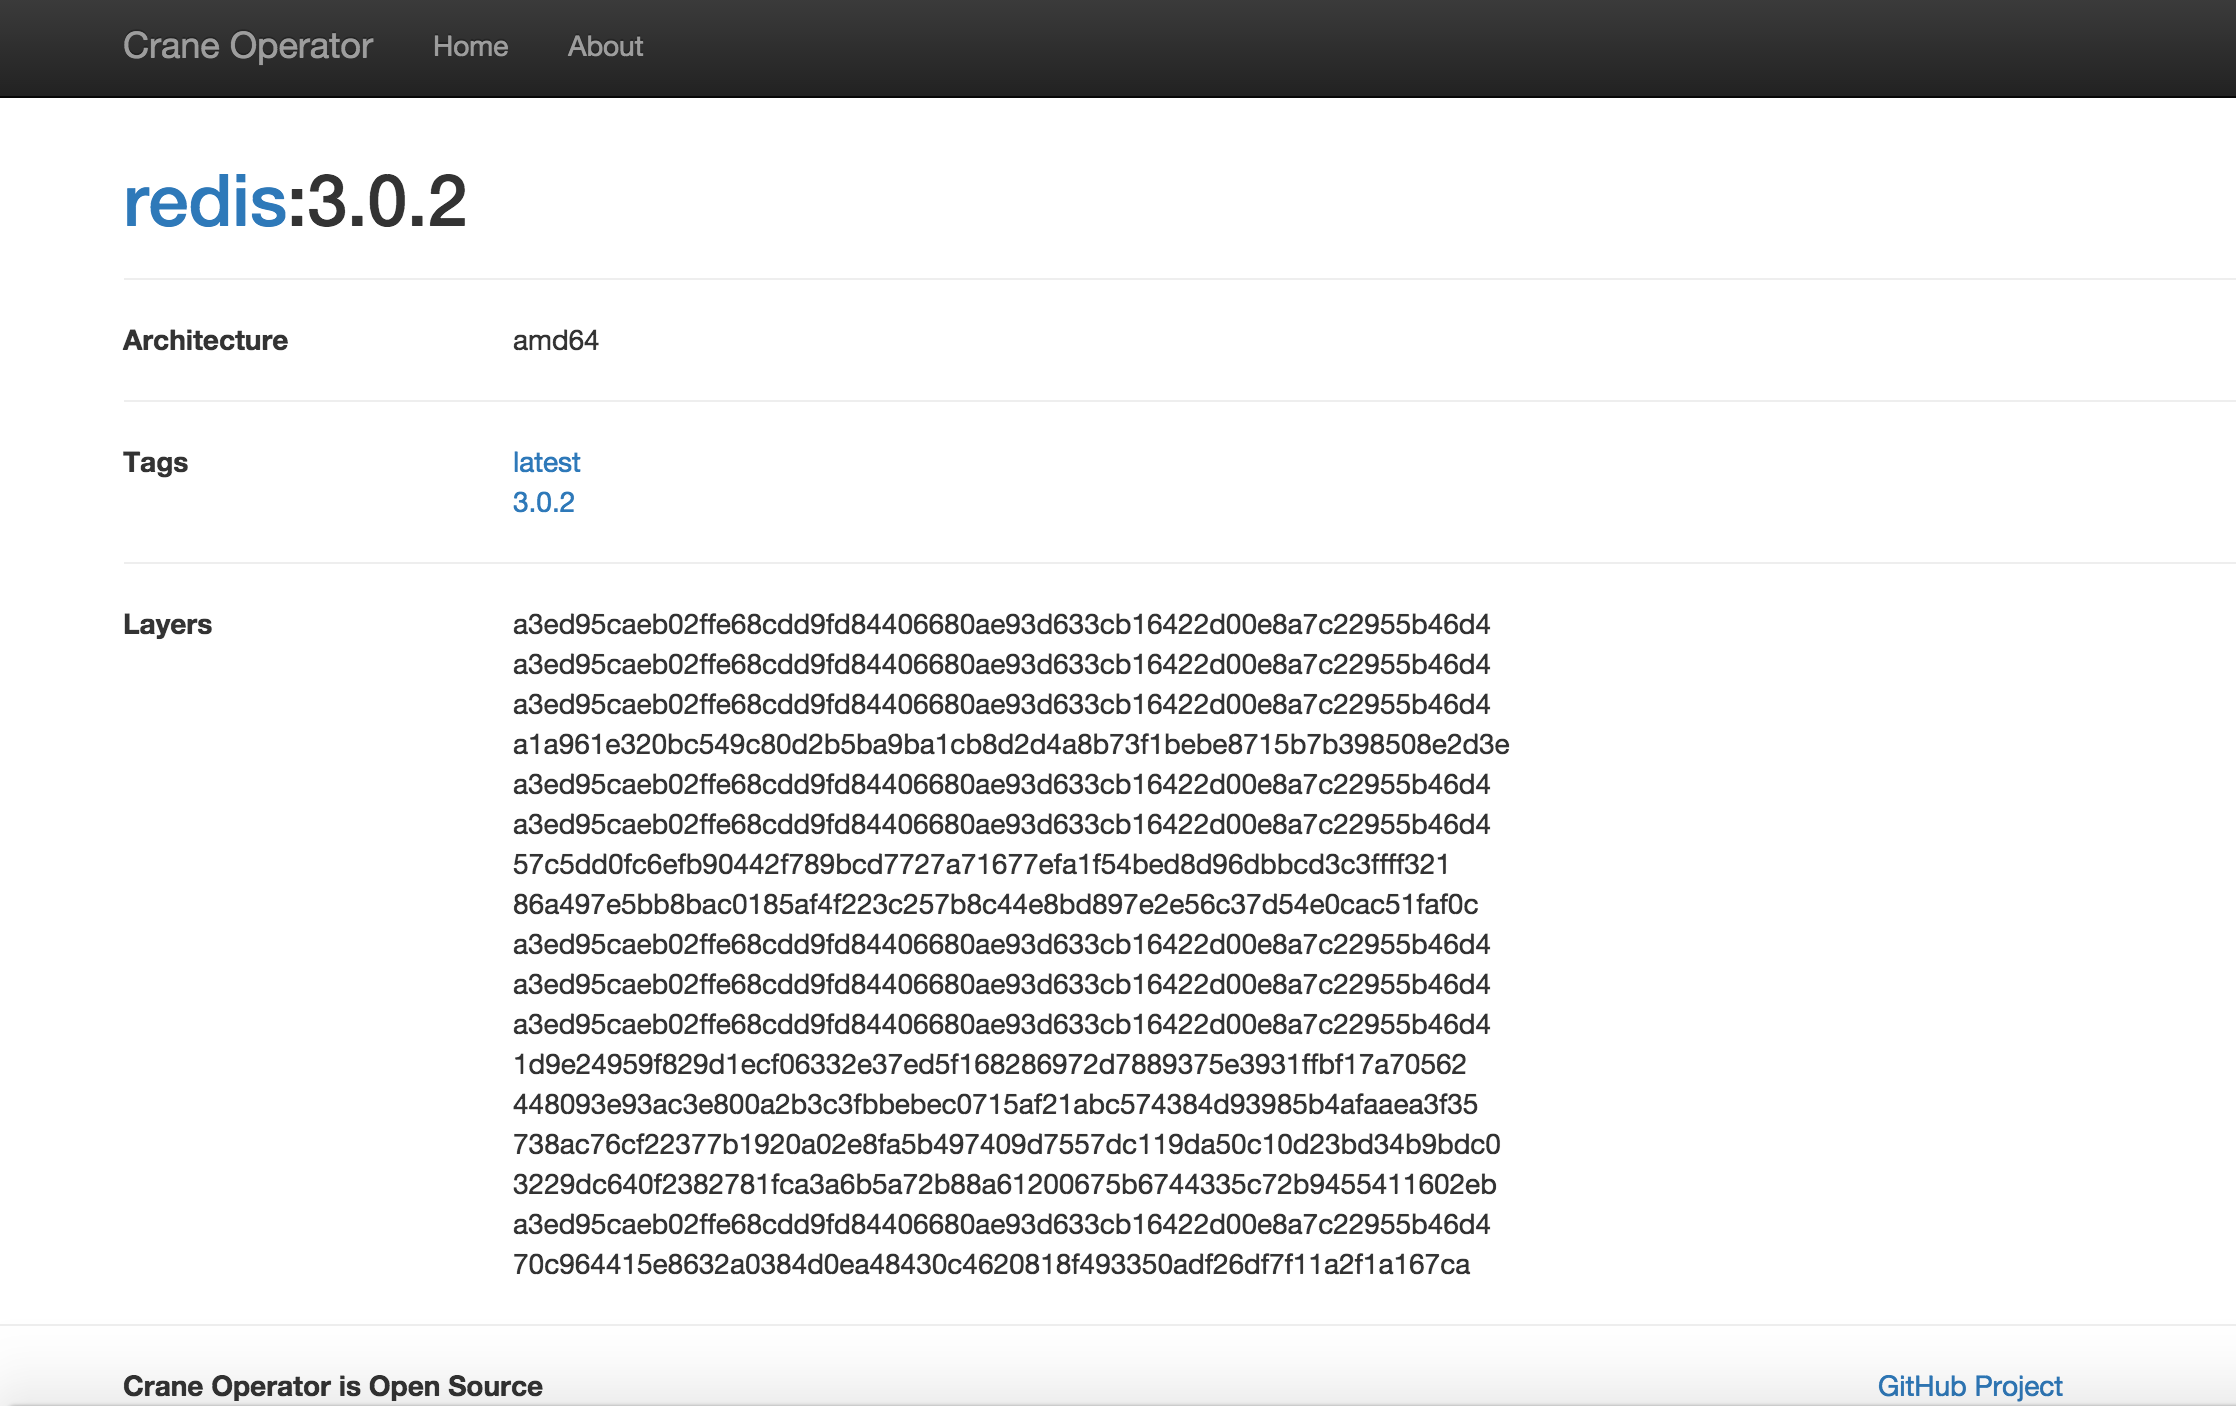 Crane Operator Home About
redis:3.0.2
Architecture amd64
Tags latest
3.0.2
Layers a3ed95caeb02ffe68cdd9fd84406680ae93d633cb16422d00e8a7c22955b46d4
a3ed95caeb02ffe68cdd9fd84406680ae93d633cb16422d00e8a7c22955b46d4
a3ed95caeb02ffe68cdd9fd84406680ae93d633cb16422d00e8a7c22955b46d4
a1a961e320bc549c80d2b5ba9ba1cb8d2d4a8b73f1bebe8715b7b398508e2d3e
a3ed95caeb02ffe68cdd9fd84406680ae93d633cb16422d00e8a7c22955b46d4
a3ed95caeb02ffe68cdd9fd84406680ae93d633cb16422d00e8a7c22955b46d4
57c5dd0fc6efb90442f789bcd7727a71677efa1f54bed8d96dbbcd3c3ffff321
86a497e5bb8bac0185af4f223c257b8c44e8bd897e2e56c37d54e0cac51faf0c
a3ed95caeb02ffe68cdd9fd84406680ae93d633cb16422d00e8a7c22955b46d4
a3ed95caeb02ffe68cdd9fd84406680ae93d633cb16422d00e8a7c22955b46d4
a3ed95caeb02ffe68cdd9fd84406680ae93d633cb16422d00e8a7c22955b46d4
1d9e24959f829d1ecf06332e37ed5f168286972d7889375e3931ffbf17a70562
448093e93ac3e800a2b3c3fbbebec0715af21abc574384d93985b4afaaea3f35
738ac76cf22377b1920a02e8fa5b497409d7557dc119da50c10d23bd34b9bdc0
3229dc640f2382781fca3a6b5a72b88a61200675b6744335c72b9455411602eb
a3ed95caeb02ffe68cdd9fd84406680ae93d633cb16422d00e8a7c22955b46d4
70c964415e8632a0384d0ea48430c4620818f493350adf26df7f11a2f1a167ca
Crane Operator is Open Source GitHub Project